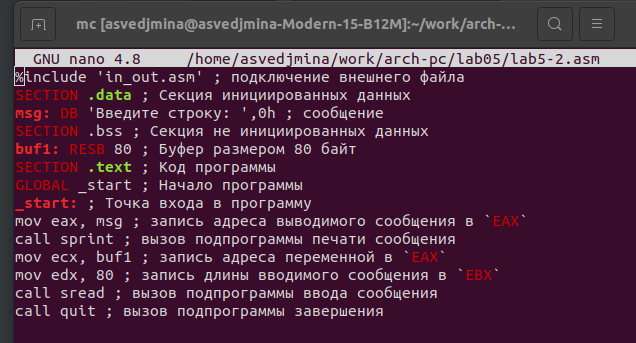 mc [asvedjmina@asvedjmina-Modern-15-B12M]:~/work/arch-...
GNU nano 4.8 /home/asvedjmina/work/arch-pc/lab05/lab5-2.asm
%include 'in_out.asm' ; подключение внешнего файла
SECTION .data ; Секция инициированных данных
msg: DB 'Введите строку: ',0h ; сообщение
SECTION .bss ; Секция не инициированных данных
buf1: RESB 80 ; Буфер размером 80 байт
SECTION .text ; Код программы
GLOBAL _start ; Начало программы
_start: ; Точка входа в программу
mov eax, msg ; запись адреса выводимого сообщения в `EAX`
call sprint ; вызов подпрограммы печати сообщения
mov ecx, buf1 ; запись адреса переменной в `EAX`
mov edx, 80 ; запись длины вводимого сообщения в `EBX`
call sread ; вызов подпрограммы ввода сообщения
call quit ; вызов подпрограммы завершения